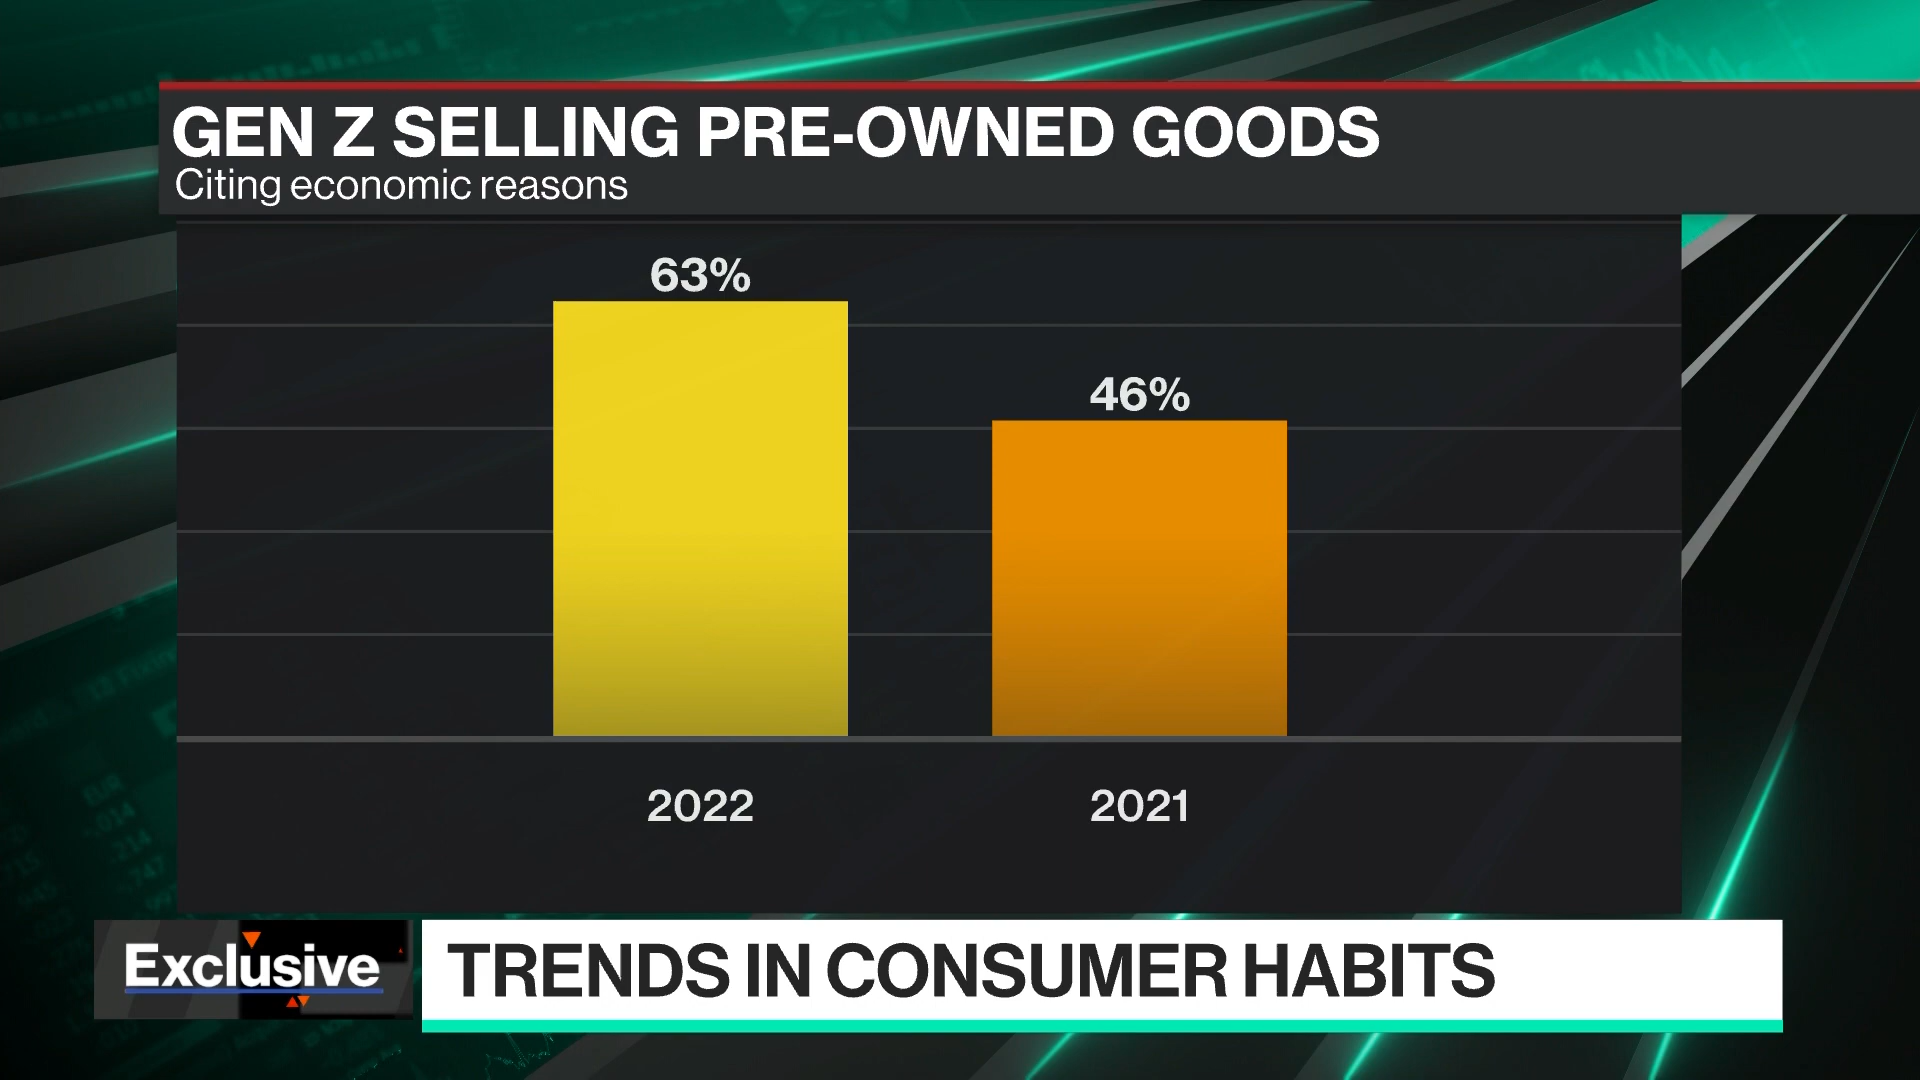 GEN Z SELLING PRE-OWNED GOODS
Citing economic reasons
63%
46%
2022
2021
Exclusive
TRENDS IN CONSUMER HABITS